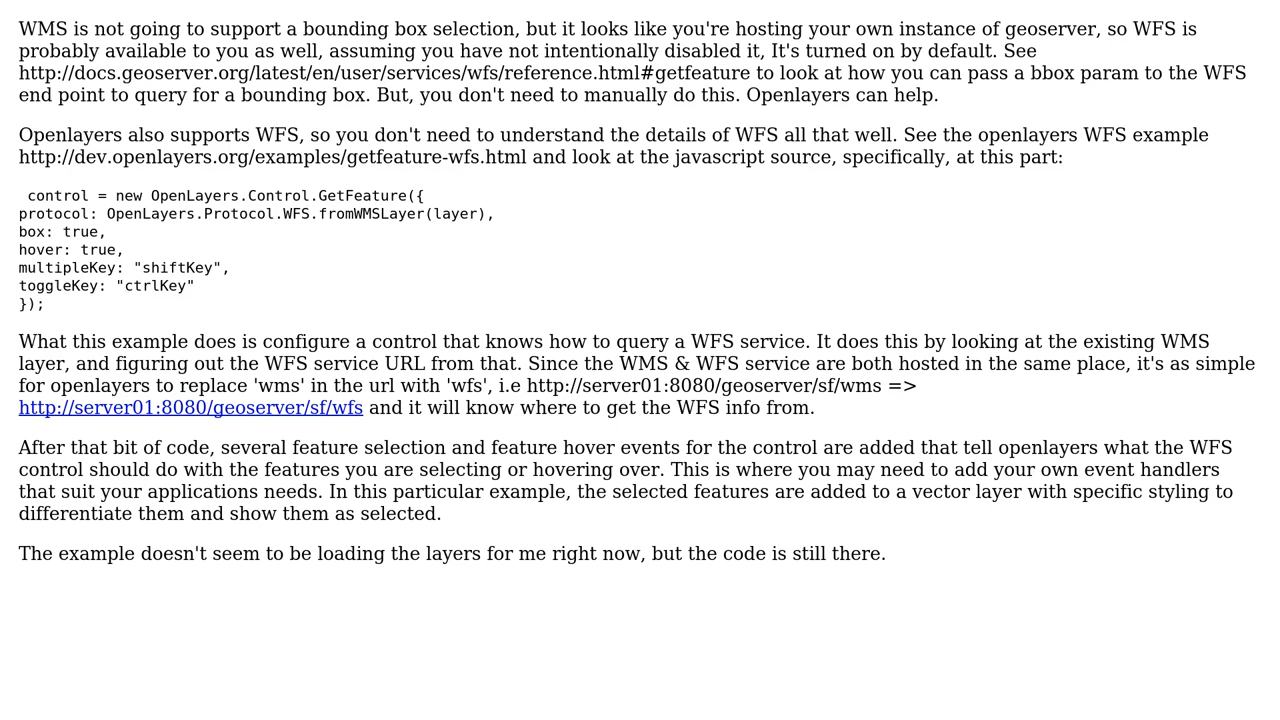 WMS is not going to support a bounding box selection, but it looks like you're hosting your own instance of geoserver, so WFS is
probably available to you as well, assuming you have not intentionally disabled it, It's turned on by default. See
http://docs.geoserver.org/latest/en/user/services/wfs/reference.html#getfeature to look at how you can pass a bbox param to the WFS
end point to query for a bounding box. But, you don't need to manually do this. Openlayers can help.
Openlayers also supports WFS, so you don't need to understand the details of WFS all that well. See the openlayers WFS example
http://dev.openlayers.org/examples/getfeature-wfs.html and look at the javascript source, specifically, at this part:
control = new OpenLayers.Control.GetFeature({
protocol: OpenLayers.Protocol.WFS.fromWMSLayer(layer),
box: true,
hover: true,
multipleKey: "shiftKey",
toggleKey: "ctrlKey"
});
What this example does is configure a control that knows how to query a WFS service. It does this by looking at the existing WMS
layer, and figuring out the WFS service URL from that. Since the WMS & WFS service are both hosted in the same place, it's as simple
for openlayers to replace 'wms' in the url with 'wfs', i.e http://server01:8080/geoserver/sf/wms =>
http://server01:8080/geoserver/sf/wfs and it will know where to get the WFS info from.
After that bit of code, several feature selection and feature hover events for the control are added that tell openlayers what the WFS
control should do with the features you are selecting or hovering over. This is where you may need to add your own event handlers
that suit your applications needs. In this particular example, the selected features are added to a vector layer with specific styling to
differentiate them and show them as selected.
The example doesn't seem to be loading the layers for me right now, but the code is still there.